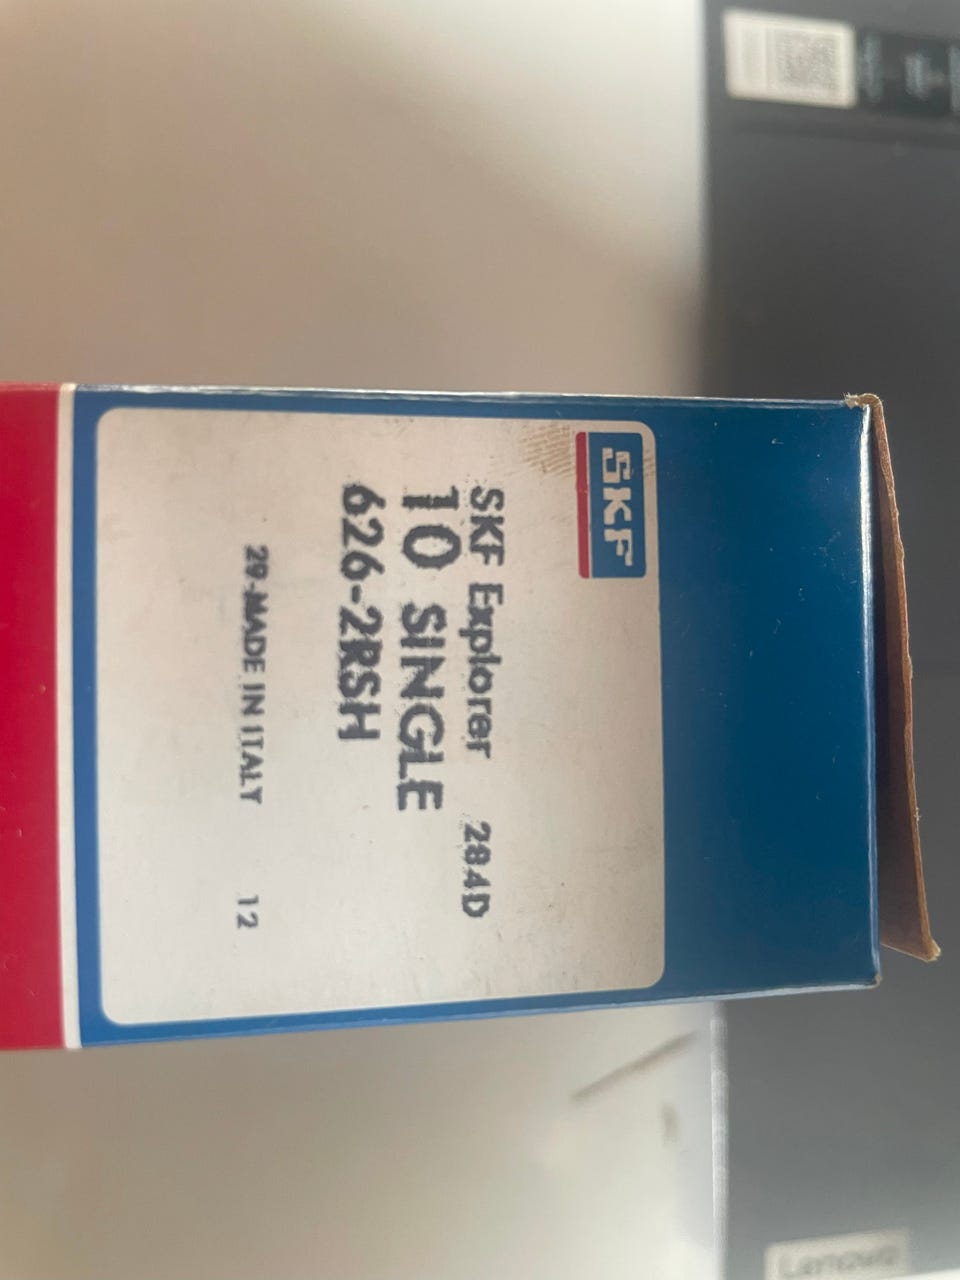 SKF
SKF Explorer 284D
10 SINGLE
626-2RSH
29-MADE IN ITALY 12
Lenovo